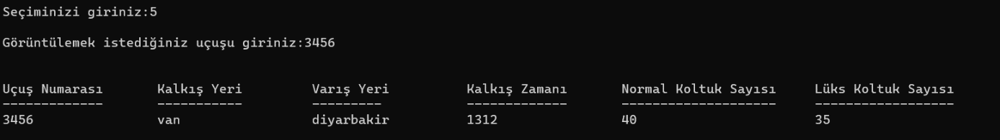 Seçiminizi giriniz:5
Görüntülemek istediğiniz uçuşu giriniz:3456
Uçuş Numarası Kalkış Yeri Varış Yeri Kalkış Zamanı Normal Koltuk Sayısı Lüks Koltuk Sayısı
------------- ----------- --------- ------------- -------------------- ------------------
3456 van diyarbakir 1312 40 35